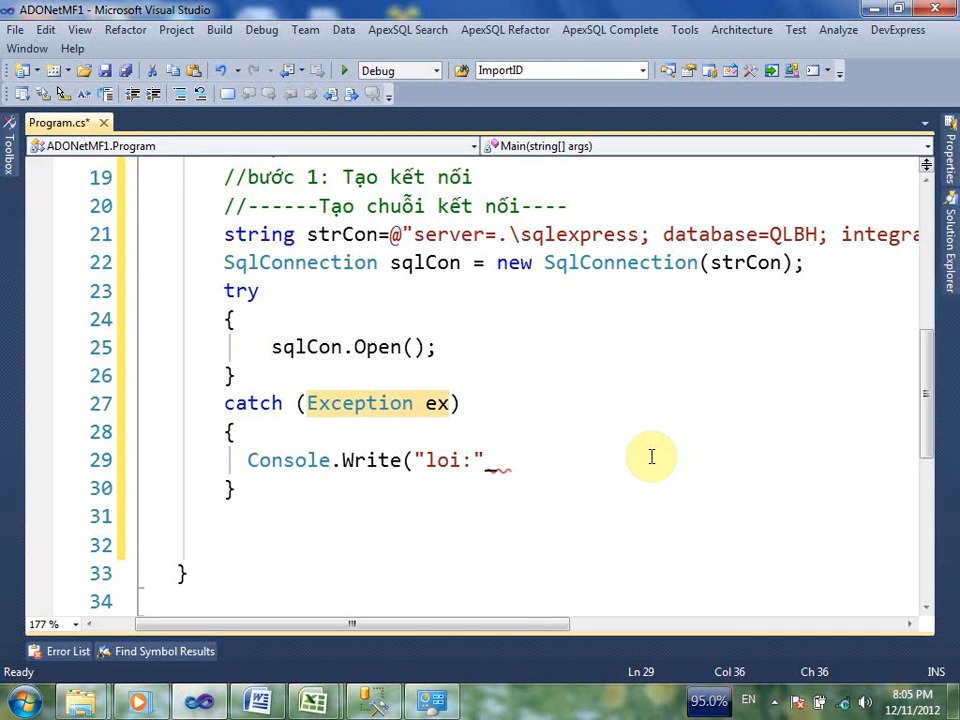 ADONetMF1 - Microsoft Visual Studio
File Edit View Refactor Project Build Debug Team Data ApexSQL Search ApexSQL Refactor ApexSQL Complete Tools Architecture Test Analyze DevExpress
Window Help
Debug ImportID
Program.cs*
ADONetMF1.Program Main(string[] args)
Toolbox
Properties
Solution Explorer
19 //bước 1: Tạo kết nối
20 //------Tạo chuỗi kết nối----
21 string strCon=@"server=.\sqlexpress; database=QLBH; integra
22 SqlConnection sqlCon = new SqlConnection(strCon);
23 try
24 {
25 sqlCon.Open();
26 }
27 catch (Exception ex)
28 {
29 Console.Write("loi:"
30 }
31
32
33 }
34
177 %
Error List Find Symbol Results
Ready Ln 29 Col 36 Ch 36 INS
95.0% EN 8:05 PM
12/11/2012